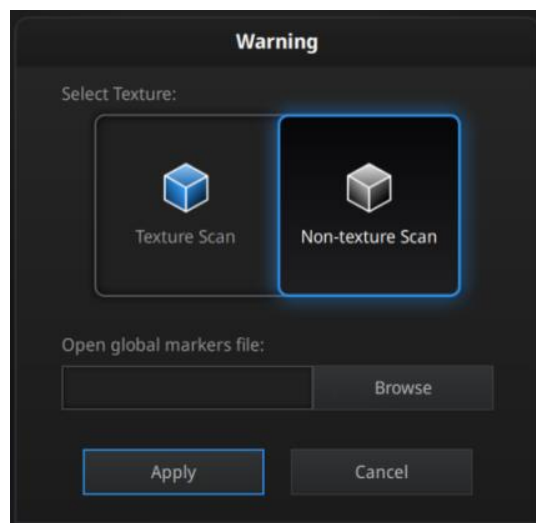 Warning
Select Texture:
Texture Scan Non-texture Scan
Open global markers file:
Browse
Apply Cancel